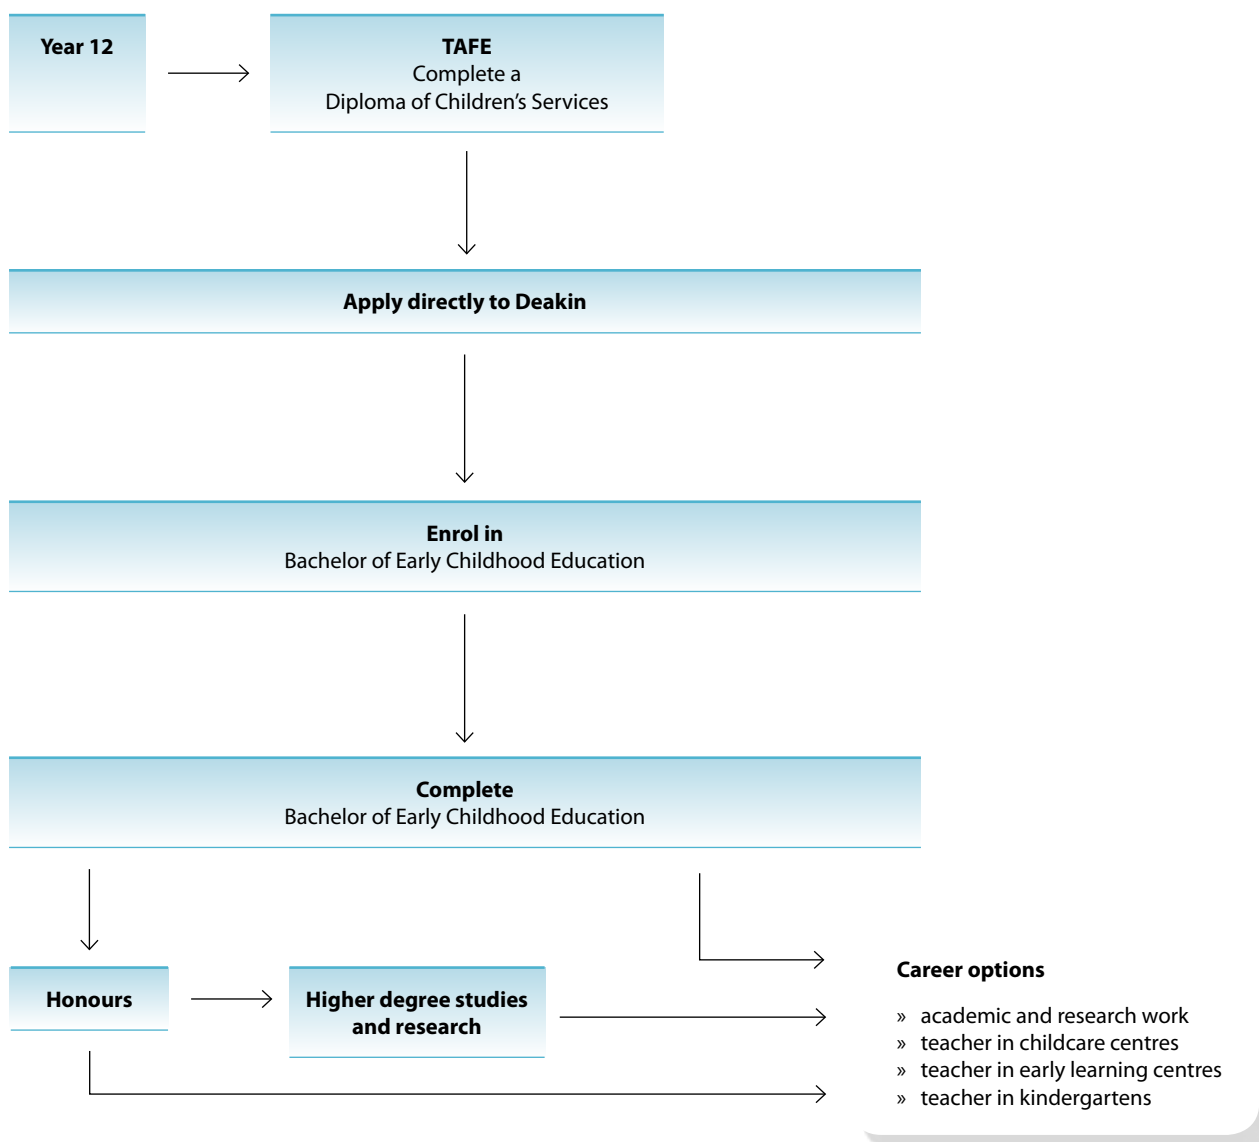 Year 12
TAFE
Complete a
Diploma of Children’s Services
Apply directly to Deakin
Enrol in
Bachelor of Early Childhood Education
Complete
Bachelor of Early Childhood Education
Honours
Higher degree studies
and research
Career options
» academic and research work
» teacher in childcare centres
» teacher in early learning centres
» teacher in kindergartens